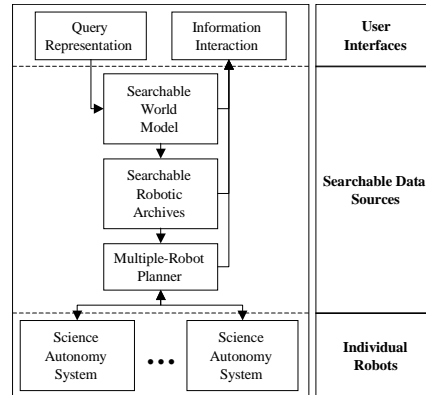 Query
Representation
Information
Interaction
User
Interfaces
Searchable
World
Model
Searchable
Robotic
Archives
Multiple-Robot
Planner
Searchable Data
Sources
Science
Autonomy
System
•••
Science
Autonomy
System
Individual
Robots